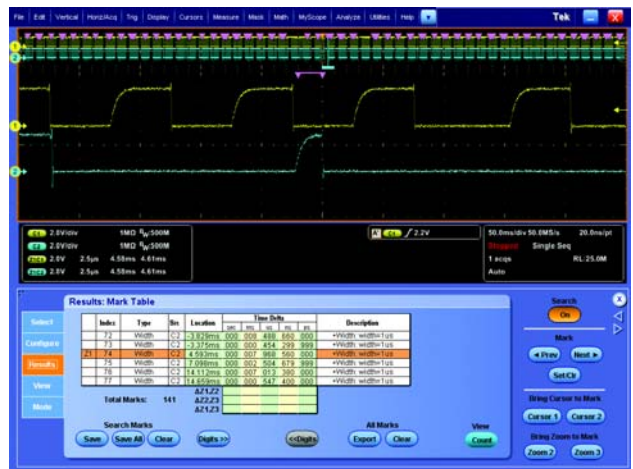 File Edit Vertical Horiz/Acq Trig Display Cursors Measure Mask Math MyScope Analyze Utilities Help Tek
1
2
1
2
C1 2.0V/div 1MΩ BW:500M
C2 2.0V/div 1MΩ BW:500M
Z1C1 2.0V 2.5µs 4.58ms 4.61ms
Z1C2 2.0V 2.5µs 4.58ms 4.61ms
A' C1 / 2.2V
50.0ms/div 50.0MS/s 20.0ns/pt
Stopped Single Seq
1 acqs RL:25.0M
Auto
Results: Mark Table
Select
Configure
Results
View
Mode
Index Type Src Location Time Delta Description
sec ms us ns ps
72 Width C2 -3.829ms 000 008 488 660 000 +Width: width=1us
73 Width C2 -3.375ms 000 000 454 299 999 +Width: width=1us
Z1 74 Width C2 4.593ms 000 007 968 560 000 +Width: width=1us
75 Width C2 7.098ms 000 002 504 679 999 +Width: width=1us
76 Width C2 14.112ms 000 007 013 380 000 +Width: width=1us
77 Width C2 14.659ms 000 000 547 400 000 +Width: width=1us
Total Marks: 141
ΔZ1,Z2
ΔZ2,Z3
ΔZ1,Z3
Search Marks
Save Save All Clear
Digits >>
<<Digits
All Marks
Export Clear
View
Count
Search
On
X
Mark
Prev Next
Set/Clr
Bring Cursor to Mark
Cursor 1 Cursor 2
Bring Zoom to Mark
Zoom 2 Zoom 3